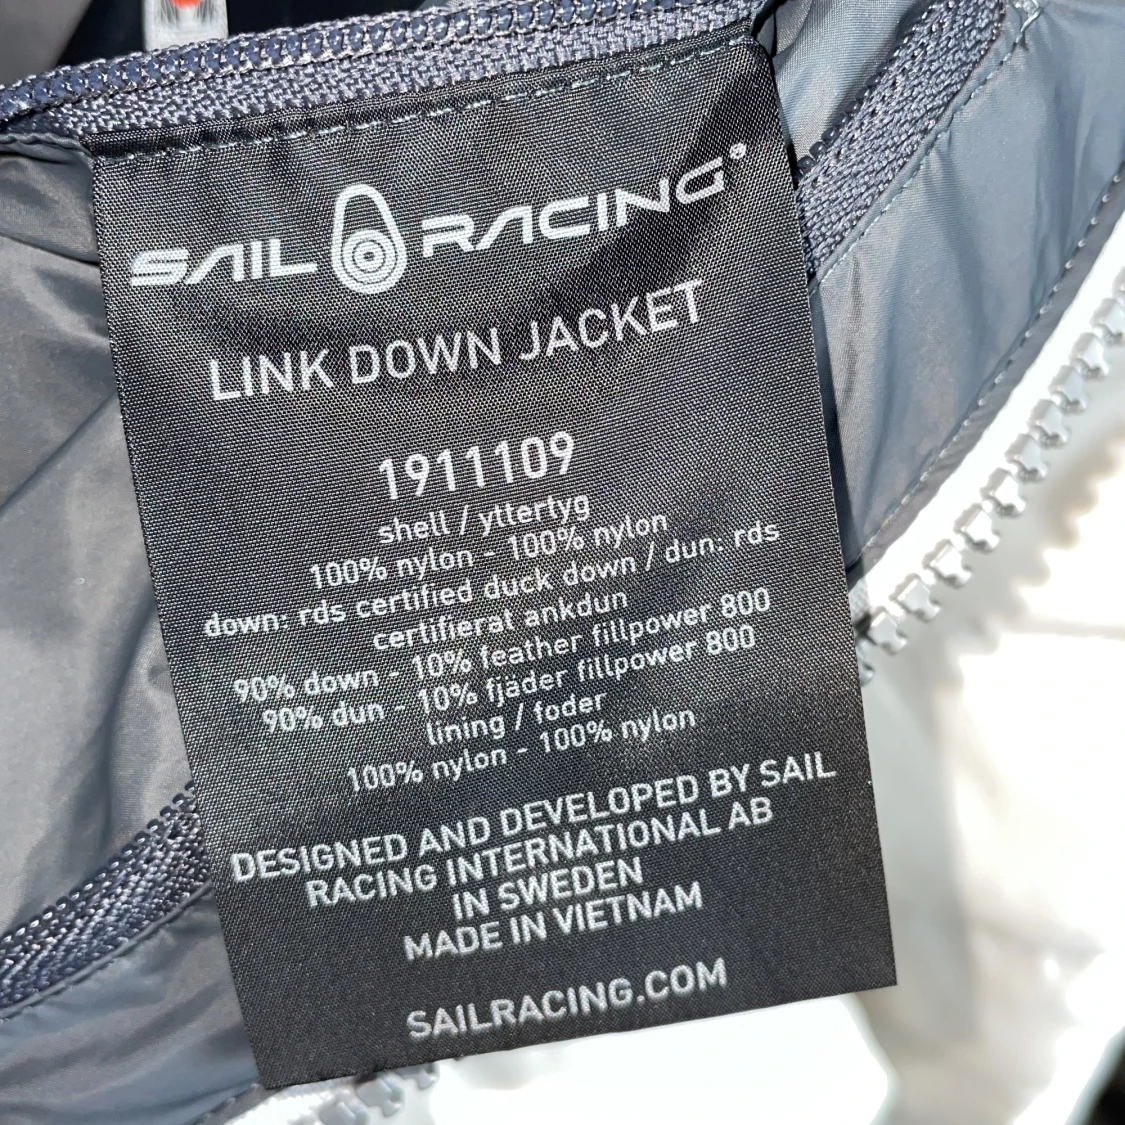 SAIL RACING®
LINK DOWN JACKET
1911109
shell / yttertyg
100% nylon - 100% nylon
down: rds certified duck down / dun: rds
certifierat ankdun
90% down - 10% feather fillpower 800
90% dun - 10% fjäder fillpower 800
lining / foder
100% nylon - 100% nylon
DESIGNED AND DEVELOPED BY SAIL
RACING INTERNATIONAL AB
IN SWEDEN
MADE IN VIETNAM
SAILRACING.COM